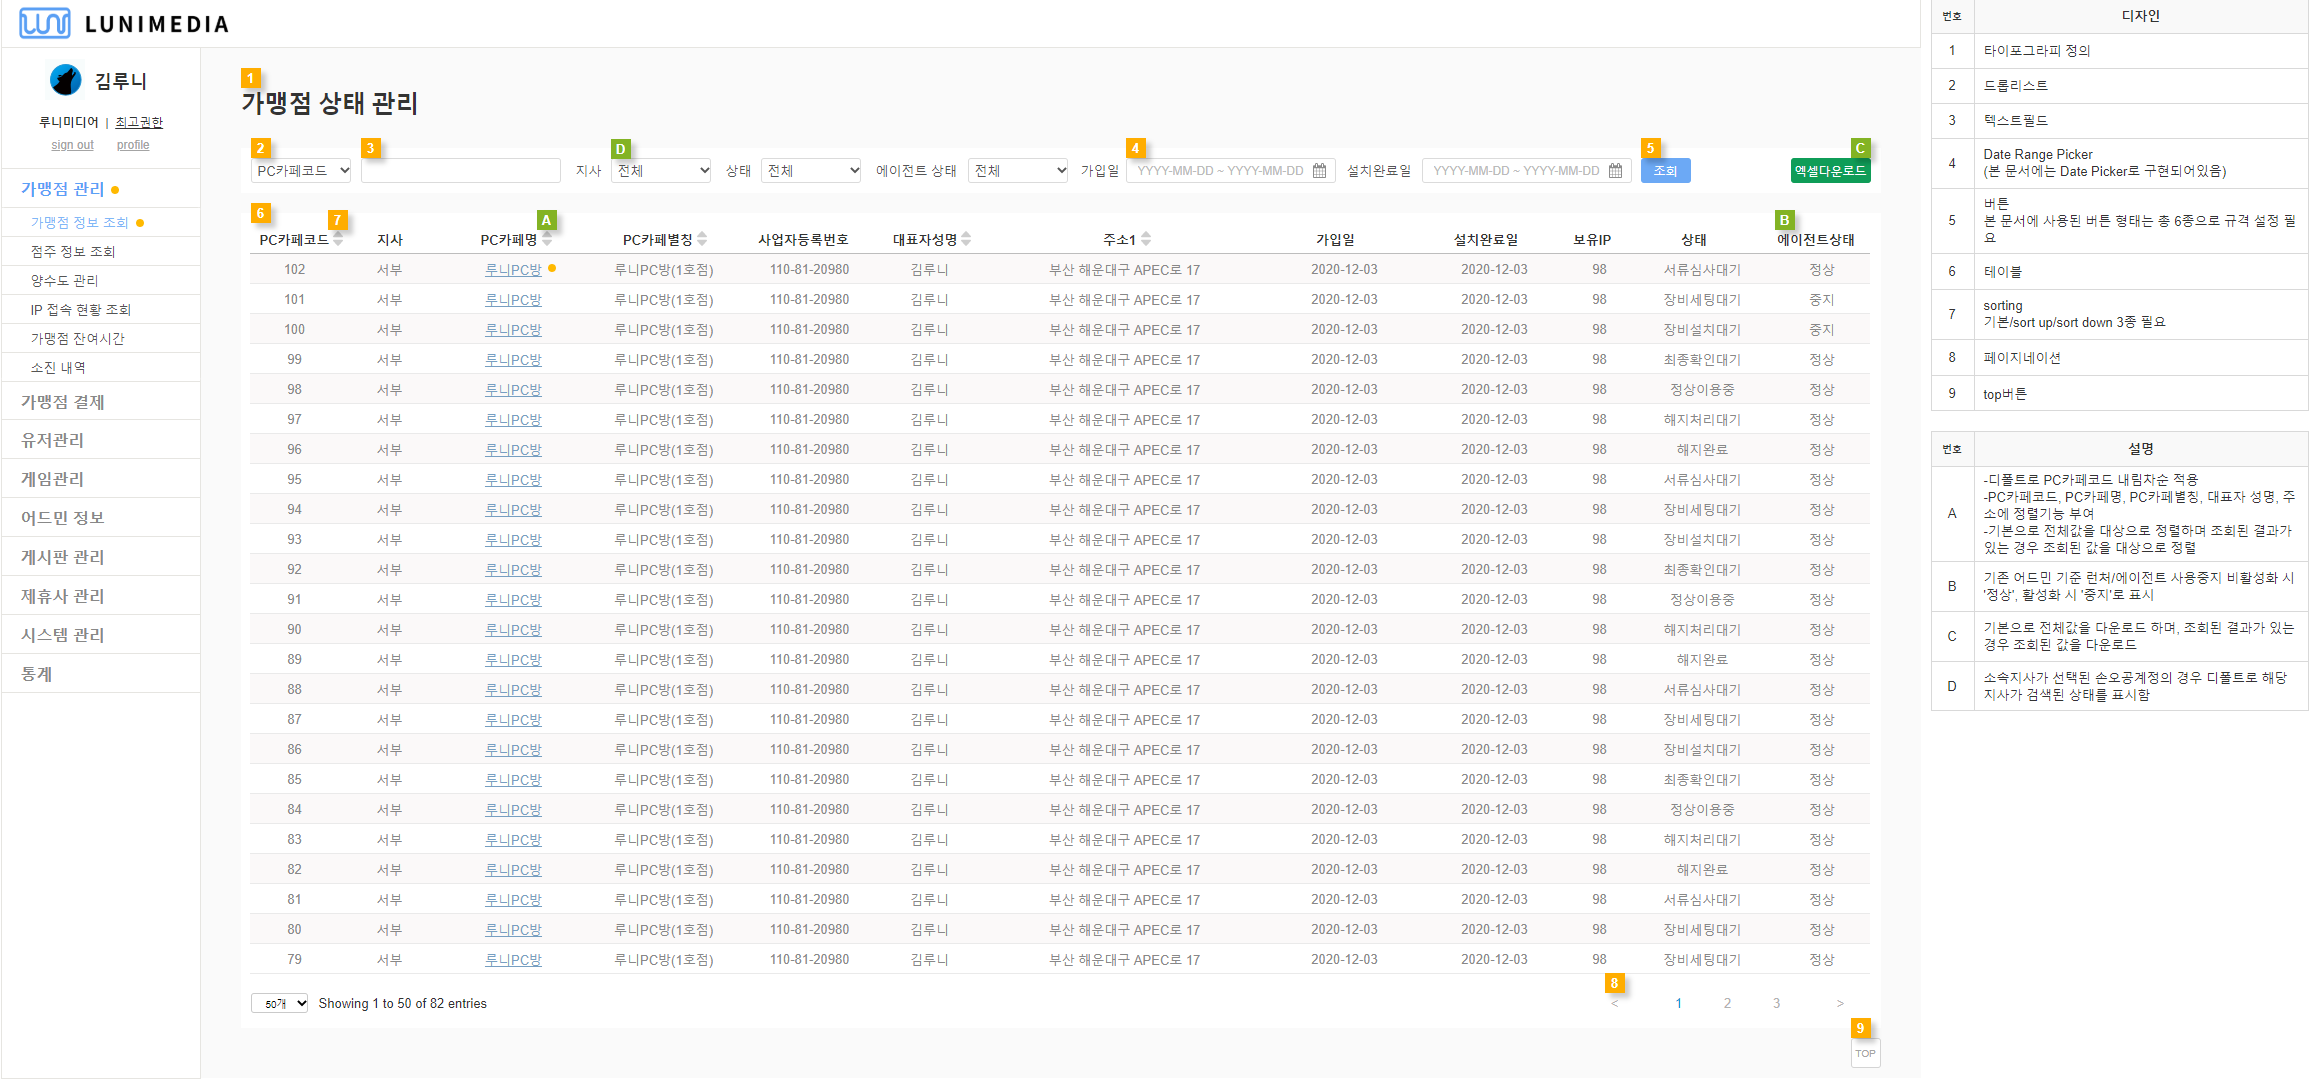 LUNIMEDIA
김루니
루니미디어 | 최고권한
sign out profile
가맹점 관리
가맹점 정보 조회
점주 정보 조회
양수도 관리
IP 접속 현황 조회
가맹점 잔여시간
소진 내역
가맹점 결제
유저관리
게임관리
어드민 정보
게시판 관리
제휴사 관리
시스템 관리
통계
1
가맹점 상태 관리
2 3 D 4 5 C
PC카페코드 지사 전체 상태 전체 에이전트 상태 전체 가입일 YYYY-MM-DD ~ YYYY-MM-DD 설치완료일 YYYY-MM-DD ~ YYYY-MM-DD 조회 엑셀다운로드
6 7 A B
PC카페코드 지사 PC카페명 PC카페별칭 사업자등록번호 대표자성명 주소1 가입일 설치완료일 보유IP 상태 에이전트상태
102 서부 루니PC방 루니PC방(1호점) 110-81-20980 김루니 부산 해운대구 APEC로 17 2020-12-03 2020-12-03 98 서류심사대기 정상
101 서부 루니PC방 루니PC방(1호점) 110-81-20980 김루니 부산 해운대구 APEC로 17 2020-12-03 2020-12-03 98 장비세팅대기 중지
100 서부 루니PC방 루니PC방(1호점) 110-81-20980 김루니 부산 해운대구 APEC로 17 2020-12-03 2020-12-03 98 장비설치대기 중지
99 서부 루니PC방 루니PC방(1호점) 110-81-20980 김루니 부산 해운대구 APEC로 17 2020-12-03 2020-12-03 98 최종확인대기 정상
98 서부 루니PC방 루니PC방(1호점) 110-81-20980 김루니 부산 해운대구 APEC로 17 2020-12-03 2020-12-03 98 정상이용중 정상
97 서부 루니PC방 루니PC방(1호점) 110-81-20980 김루니 부산 해운대구 APEC로 17 2020-12-03 2020-12-03 98 해지처리대기 정상
96 서부 루니PC방 루니PC방(1호점) 110-81-20980 김루니 부산 해운대구 APEC로 17 2020-12-03 2020-12-03 98 해지완료 정상
95 서부 루니PC방 루니PC방(1호점) 110-81-20980 김루니 부산 해운대구 APEC로 17 2020-12-03 2020-12-03 98 서류심사대기 정상
94 서부 루니PC방 루니PC방(1호점) 110-81-20980 김루니 부산 해운대구 APEC로 17 2020-12-03 2020-12-03 98 장비세팅대기 정상
93 서부 루니PC방 루니PC방(1호점) 110-81-20980 김루니 부산 해운대구 APEC로 17 2020-12-03 2020-12-03 98 장비설치대기 정상
92 서부 루니PC방 루니PC방(1호점) 110-81-20980 김루니 부산 해운대구 APEC로 17 2020-12-03 2020-12-03 98 최종확인대기 정상
91 서부 루니PC방 루니PC방(1호점) 110-81-20980 김루니 부산 해운대구 APEC로 17 2020-12-03 2020-12-03 98 정상이용중 정상
90 서부 루니PC방 루니PC방(1호점) 110-81-20980 김루니 부산 해운대구 APEC로 17 2020-12-03 2020-12-03 98 해지처리대기 정상
89 서부 루니PC방 루니PC방(1호점) 110-81-20980 김루니 부산 해운대구 APEC로 17 2020-12-03 2020-12-03 98 해지완료 정상
88 서부 루니PC방 루니PC방(1호점) 110-81-20980 김루니 부산 해운대구 APEC로 17 2020-12-03 2020-12-03 98 서류심사대기 정상
87 서부 루니PC방 루니PC방(1호점) 110-81-20980 김루니 부산 해운대구 APEC로 17 2020-12-03 2020-12-03 98 장비세팅대기 정상
86 서부 루니PC방 루니PC방(1호점) 110-81-20980 김루니 부산 해운대구 APEC로 17 2020-12-03 2020-12-03 98 장비설치대기 정상
85 서부 루니PC방 루니PC방(1호점) 110-81-20980 김루니 부산 해운대구 APEC로 17 2020-12-03 2020-12-03 98 최종확인대기 정상
84 서부 루니PC방 루니PC방(1호점) 110-81-20980 김루니 부산 해운대구 APEC로 17 2020-12-03 2020-12-03 98 정상이용중 정상
83 서부 루니PC방 루니PC방(1호점) 110-81-20980 김루니 부산 해운대구 APEC로 17 2020-12-03 2020-12-03 98 해지처리대기 정상
82 서부 루니PC방 루니PC방(1호점) 110-81-20980 김루니 부산 해운대구 APEC로 17 2020-12-03 2020-12-03 98 해지완료 정상
81 서부 루니PC방 루니PC방(1호점) 110-81-20980 김루니 부산 해운대구 APEC로 17 2020-12-03 2020-12-03 98 서류심사대기 정상
80 서부 루니PC방 루니PC방(1호점) 110-81-20980 김루니 부산 해운대구 APEC로 17 2020-12-03 2020-12-03 98 장비세팅대기 정상
79 서부 루니PC방 루니PC방(1호점) 110-81-20980 김루니 부산 해운대구 APEC로 17 2020-12-03 2020-12-03 98 장비세팅대기 정상
8
50개 Showing 1 to 50 of 82 entries < 1 2 3 >
9
TOP
번호 디자인
1 타이포그라피 정의
2 드롭리스트
3 텍스트필드
4 Date Range Picker
(본 문서에는 Date Picker로 구현되어있음)
5 버튼
본 문서에 사용된 버튼 형태는 총 6종으로 규격 설정 필
요
6 테이블
7 sorting
기본/sort up/sort down 3종 필요
8 페이지네이션
9 top버튼
번호 설명
A -디폴트로 PC카페코드 내림차순 적용
-PC카페코드, PC카페명, PC카페별칭, 대표자 성명, 주
소에 정렬기능 부여
-기본으로 전체값을 대상으로 정렬하며 조회된 결과가
있는 경우 조회된 값을 대상으로 정렬
B 기존 어드민 기준 런처/에이전트 사용중지 비활성화 시
'정상', 활성화 시 '중지'로 표시
C 기본으로 전체값을 다운로드 하며, 조회된 결과가 있는
경우 조회된 값을 다운로드
D 소속지사가 선택된 손오공계정의 경우 디폴트로 해당
지사가 검색된 상태를 표시함